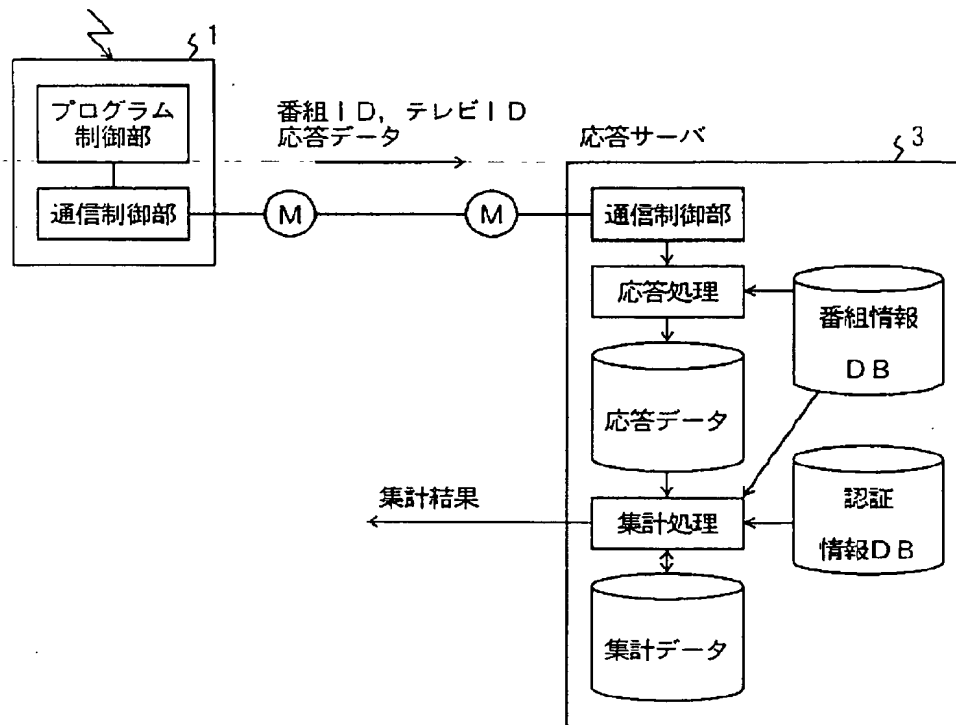 1
プログラム
制御部
通信制御部
番組ID,テレビID
応答データ
M
M
応答サーバ
3
通信制御部
応答処理
番組情報
DB
応答データ
集計結果
集計処理
認証
情報DB
集計データ